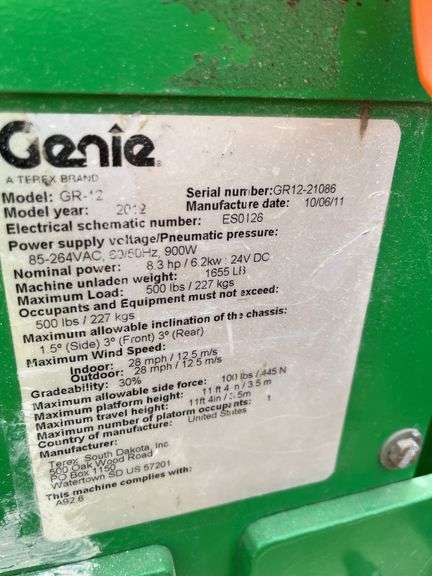 Genie
A TEREX BRAND
Model: GR-12 Serial number:GR12-21086
Model year: 2012 Manufacture date: 10/06/11
Electrical schematic number: ES0126
Power supply voltage/Pneumatic pressure:
85-264VAC, 60/50Hz, 900W
Nominal power: 8.3 hp / 6.2kw : 24V DC
Machine unladen weight: 1655 LB
Maximum Load: 500 lbs / 227 kgs
Occupants and Equipment must not exceed:
500 lbs / 227 kgs
Maximum allowable inclination of the chassis:
1.5° (Side) 3° (Front) 3° (Rear)
Maximum Wind Speed:
Indoor: 28 mph / 12.5 m/s
Outdoor: 28 mph / 12.5 m/s
Gradeability: 30%
Maximum allowable side force: 100 lbs / 445 N
Maximum platform height: 11 ft 4 in / 3.5 m
Maximum travel height: 11ft 4in / 3.5m
Maximum number of platorm occupants: 1
Country of manufacture: United States
Manufacturer:
Terex South Dakota, Inc.
500 Oak Wood Road
PO Box 1150
Watertown SD US 57201
This machine complies with:
A92.6